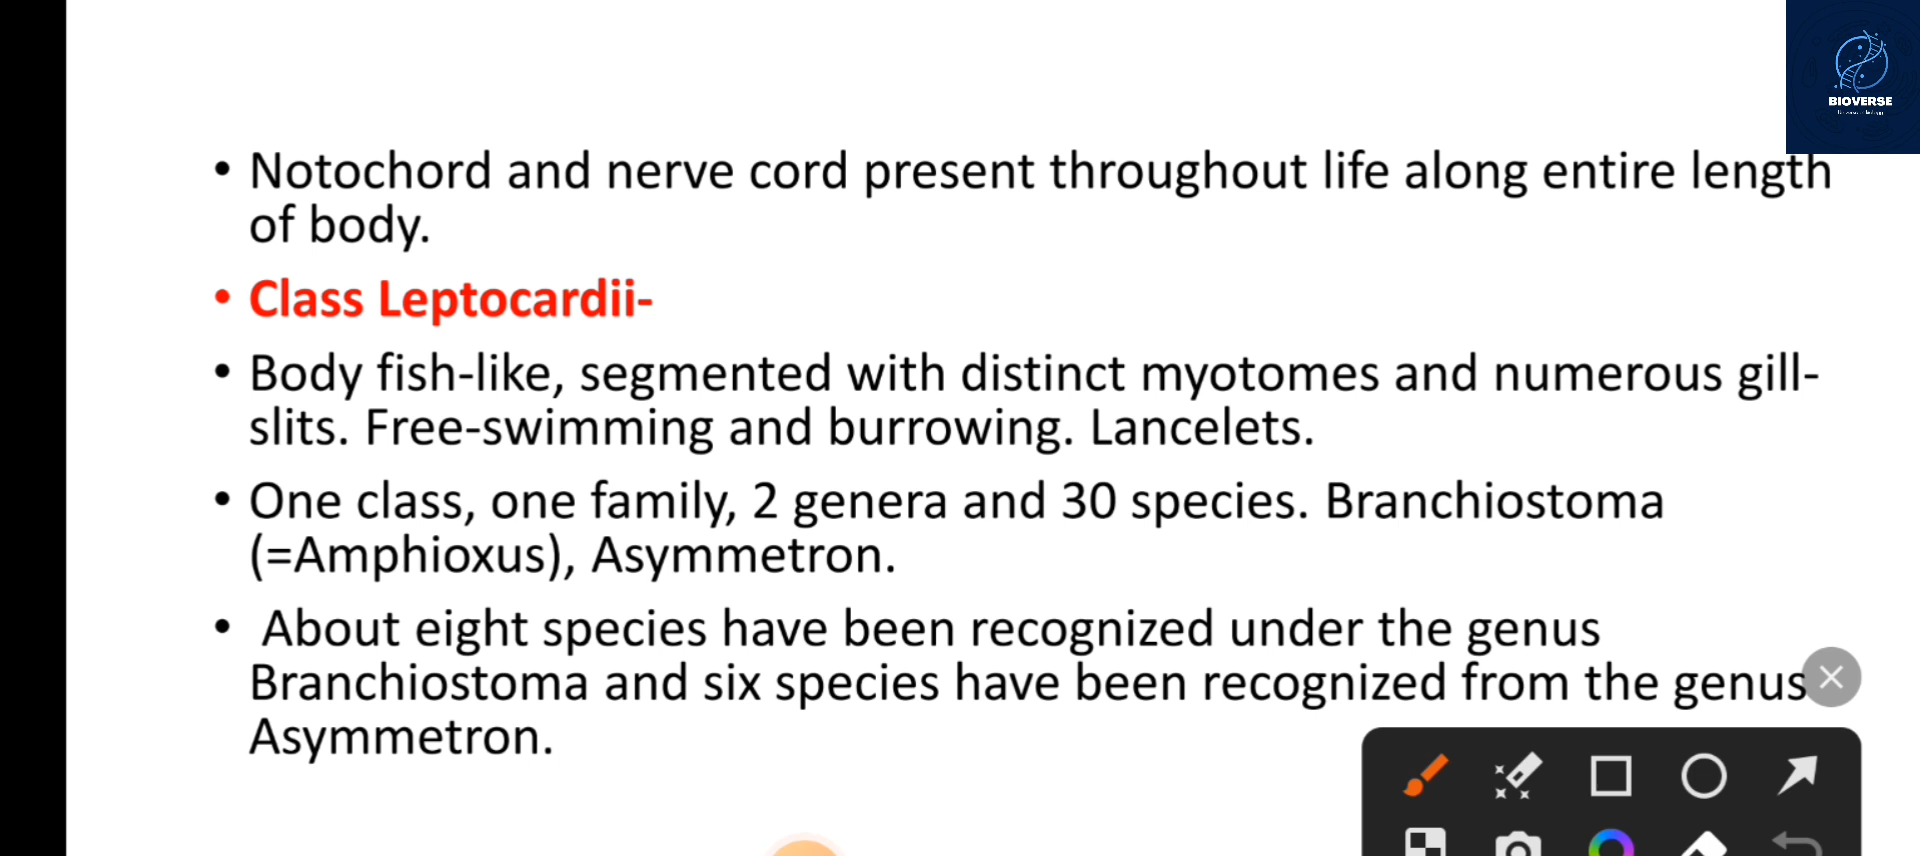 BIOVERSE
• Notochord and nerve cord present throughout life along entire length
of body.
• Class Leptocardii-
• Body fish-like, segmented with distinct myotomes and numerous gill-
slits. Free-swimming and burrowing. Lancelets.
• One class, one family, 2 genera and 30 species. Branchiostoma
(=Amphioxus), Asymmetron.
• About eight species have been recognized under the genus
Branchiostoma and six species have been recognized from the genus
Asymmetron.